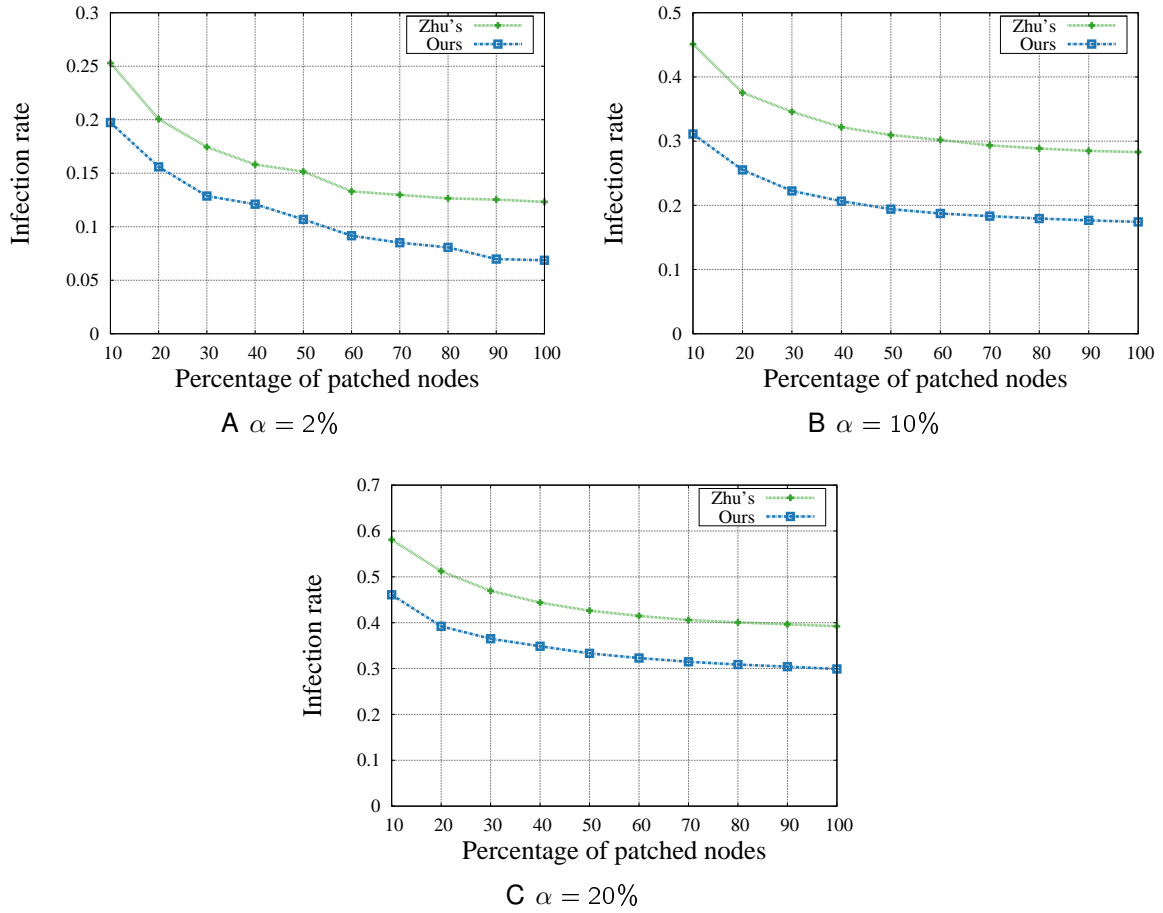 0.3
0.25
0.2
0.15
0.1
0.05
0
Infection rate
Zhu's
Ours
10 20 30 40 50 60 70 80 90 100
Percentage of patched nodes
A α = 2%
0.5
0.4
0.3
0.2
0.1
0
Infection rate
Zhu's
Ours
10 20 30 40 50 60 70 80 90 100
Percentage of patched nodes
B α = 10%
0.7
0.6
0.5
0.4
0.3
0.2
0.1
0
Infection rate
Zhu's
Ours
10 20 30 40 50 60 70 80 90 100
Percentage of patched nodes
C α = 20%